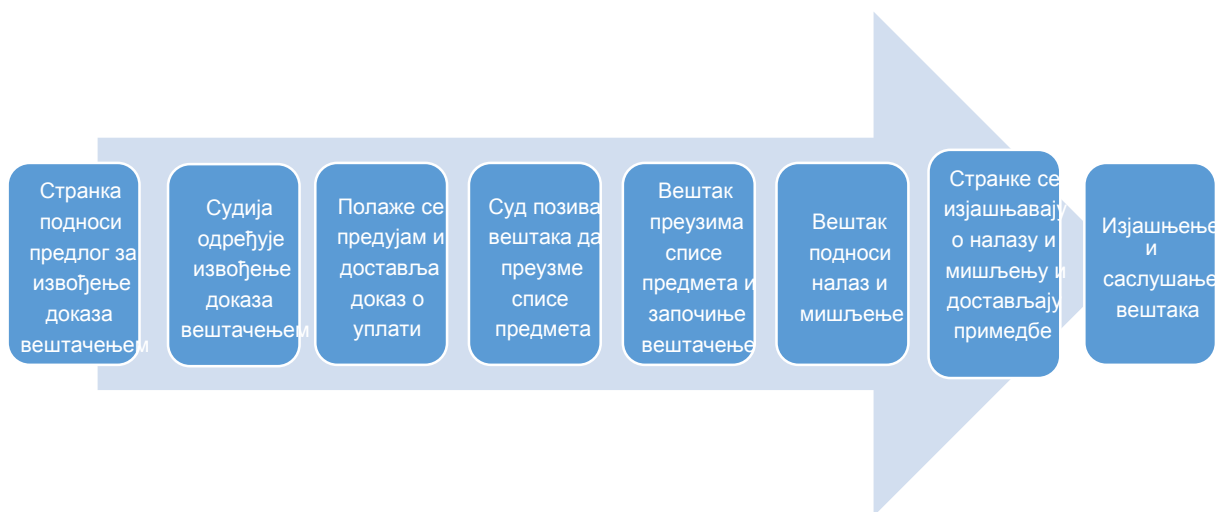 Странка
подноси
предлог за
извођење
доказа
вештачењем
Судија
одређује
извођење
доказа
вештачењем
Полаже се
предујам и
доставља
доказ о
уплати
Суд позива
вештака да
преузме
списе
предмета
Вештак
преузима
списе
предмета и
започиње
вештачење
Вештак
подноси
налаз и
мишљење
Странке се
изјашњавају
о налазу и
мишљењу и
достављају
примедбе
Изјашњење
и
саслушање
вештака